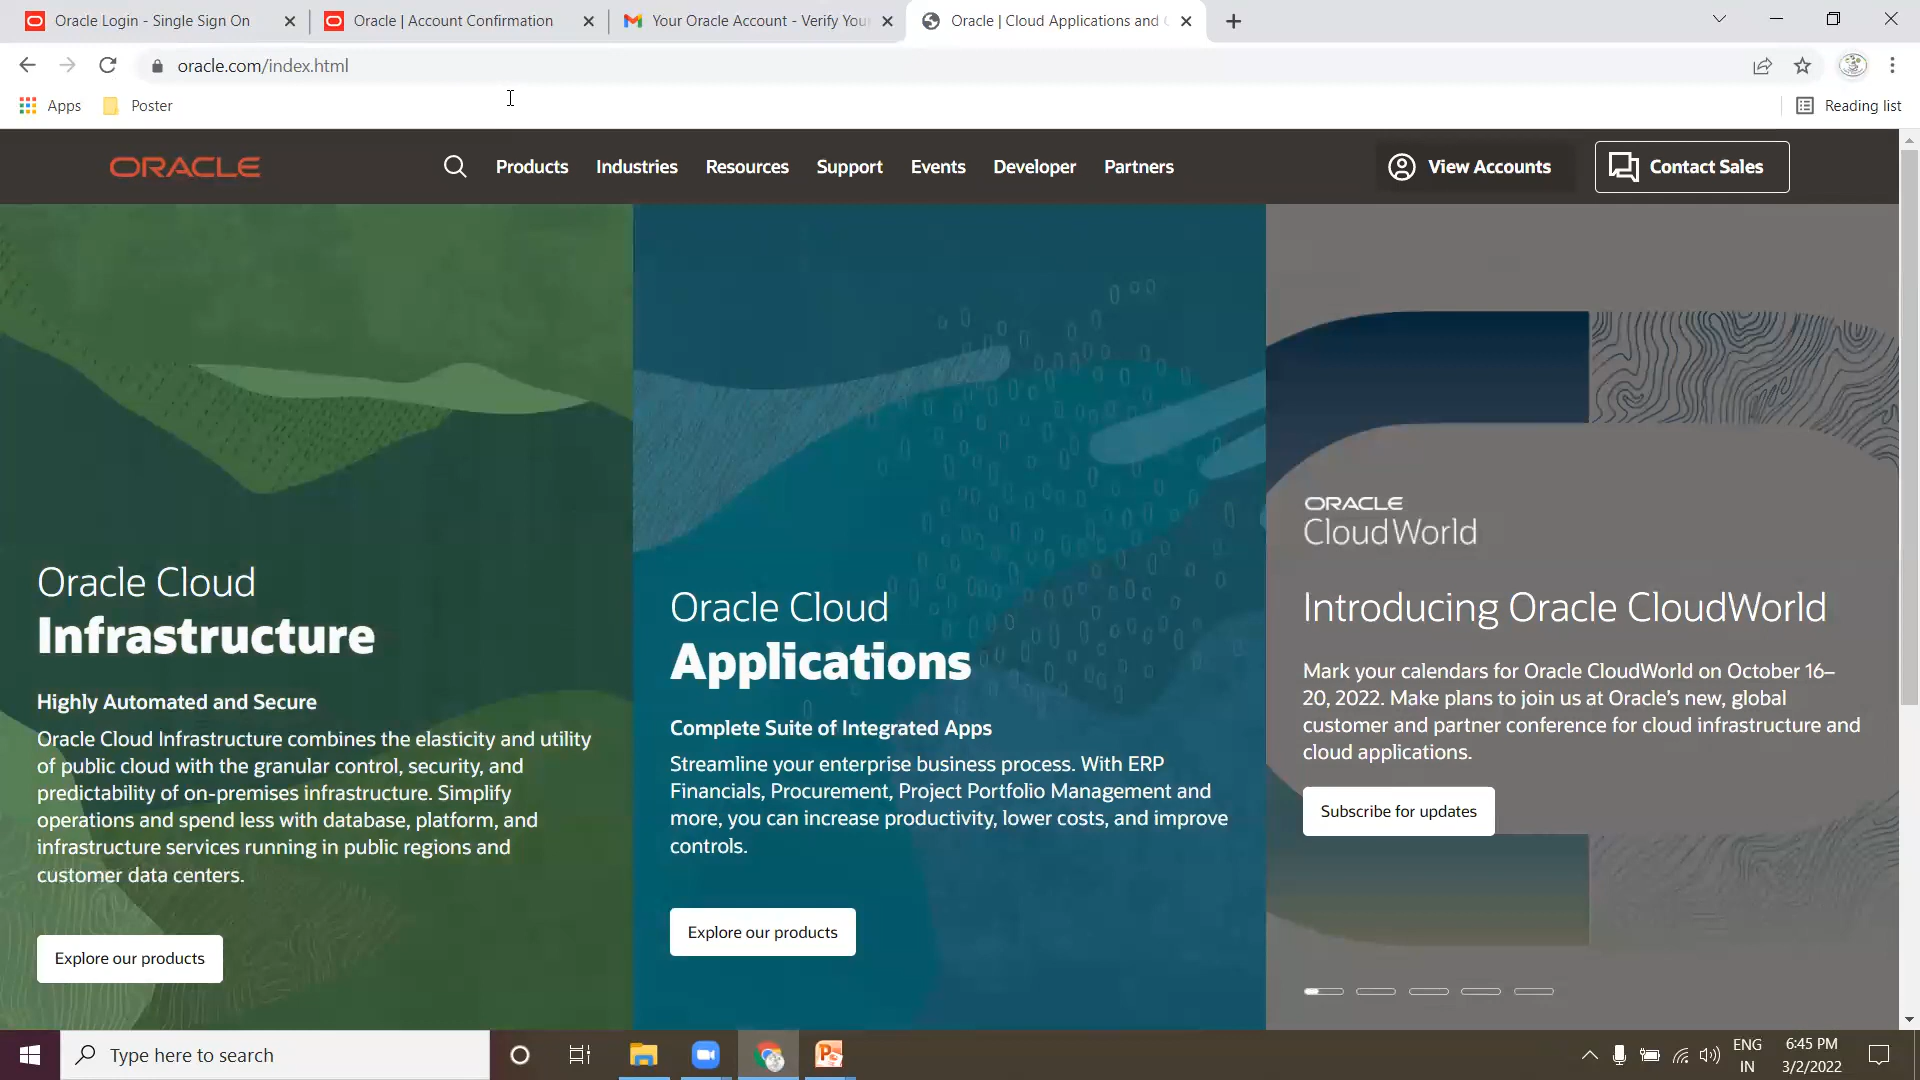 Oracle Login - Single Sign On
Oracle | Account Confirmation
Your Oracle Account - Verify You
Oracle | Cloud Applications and
oracle.com/index.html
Apps
Poster
Reading list
ORACLE
Products
Industries
Resources
Support
Events
Developer
Partners
View Accounts
Contact Sales
Oracle Cloud
Infrastructure
Highly Automated and Secure
Oracle Cloud Infrastructure combines the elasticity and utility
of public cloud with the granular control, security, and
predictability of on-premises infrastructure. Simplify
operations and spend less with database, platform, and
infrastructure services running in public regions and
customer data centers.
Explore our products
Oracle Cloud
Applications
Complete Suite of Integrated Apps
Streamline your enterprise business process. With ERP
Financials, Procurement, Project Portfolio Management and
more, you can increase productivity, lower costs, and improve
controls.
Explore our products
ORACLE
CloudWorld
Introducing Oracle CloudWorld
Mark your calendars for Oracle CloudWorld on October 16–
20, 2022. Make plans to join us at Oracle's new, global
customer and partner conference for cloud infrastructure and
cloud applications.
Subscribe for updates
Type here to search
ENG
IN
6:45 PM
3/2/2022